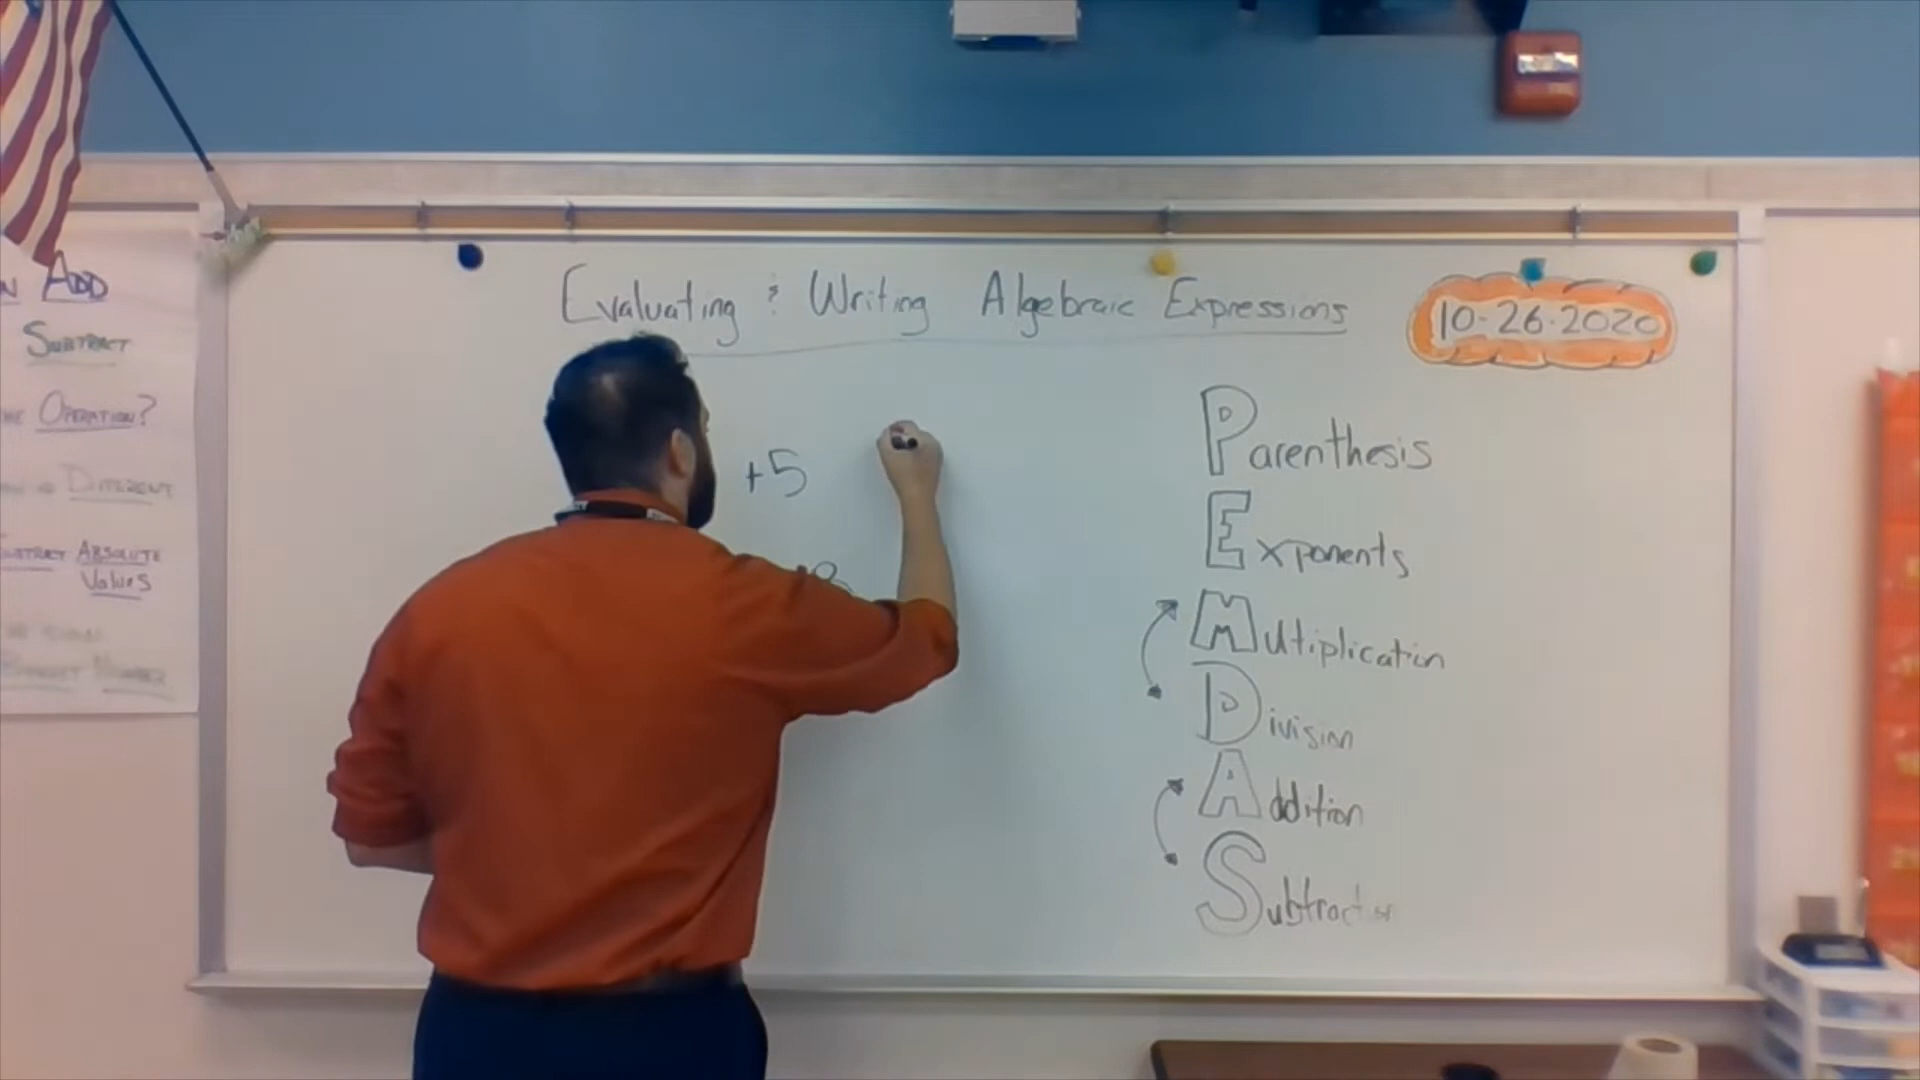 Evaluating & Writing Algebraic Expressions
10-26-2020
+5
Parenthesis
Exponents
Multiplication
Division
Addition
Subtraction
ADD
SUBTRACT
OPERATION?
DIFFERENT
ABSOLUTE
VALUES